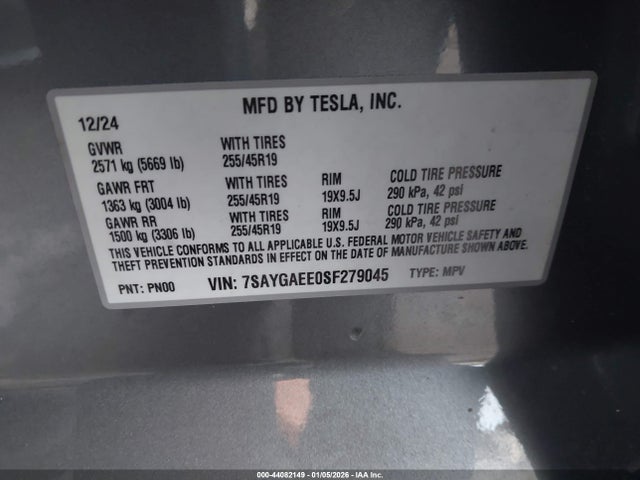 MFD BY TESLA, INC.
12/24
GVWR WITH TIRES
2571 kg (5669 lb) 255/45R19
GAWR FRT WITH TIRES RIM COLD TIRE PRESSURE
1363 kg (3004 lb) 255/45R19 19X9.5J 290 kPa, 42 psi
GAWR RR WITH TIRES RIM COLD TIRE PRESSURE
1500 kg (3306 lb) 255/45R19 19X9.5J 290 kPa, 42 psi
THIS VEHICLE CONFORMS TO ALL APPLICABLE U.S. FEDERAL MOTOR VEHICLE SAFETY AND
THEFT PREVENTION STANDARDS IN EFFECT ON THE DATE OF MANUFACTURE SHOWN ABOVE.
PNT: PN00 VIN: 7SAYGAEE0SF279045 TYPE: MPV
000-44082149 - 01/05/2026 - IAA Inc.